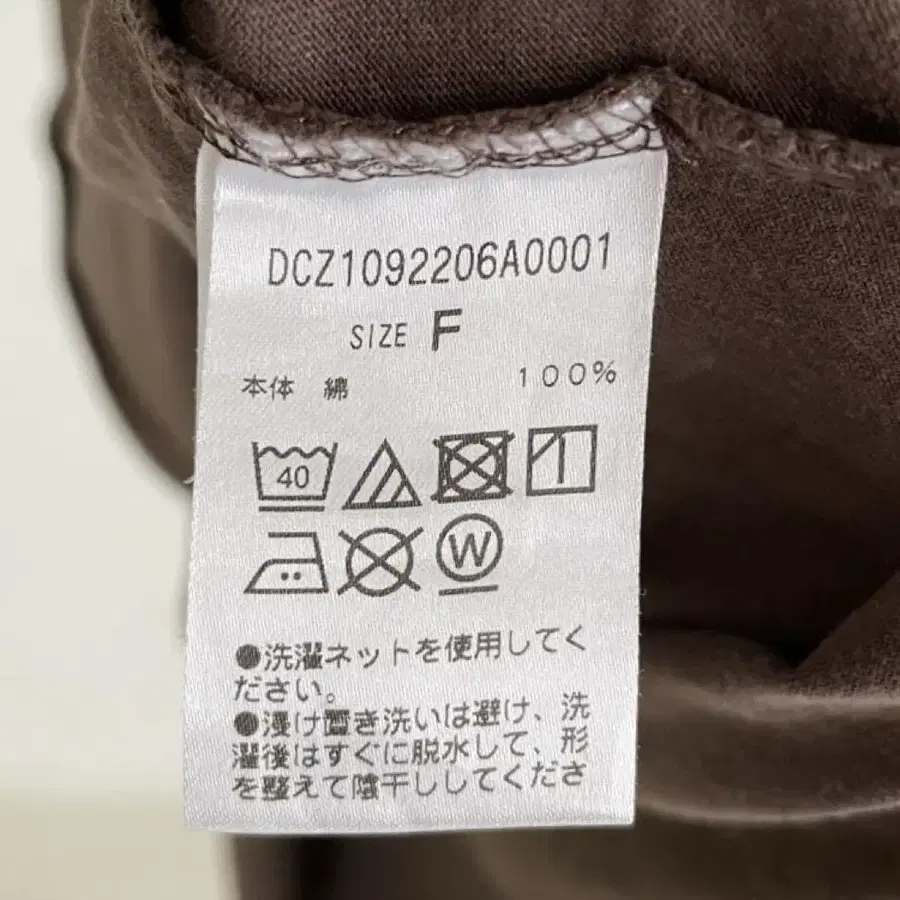 DCZ1092206A0001
SIZE F
本体 綿 100%
40
W
●洗濯ネットを使用してく
ださい。
●浸け置き洗いは避け、洗
濯後はすぐに脱水して、形
を整えて陰干ししてくださ